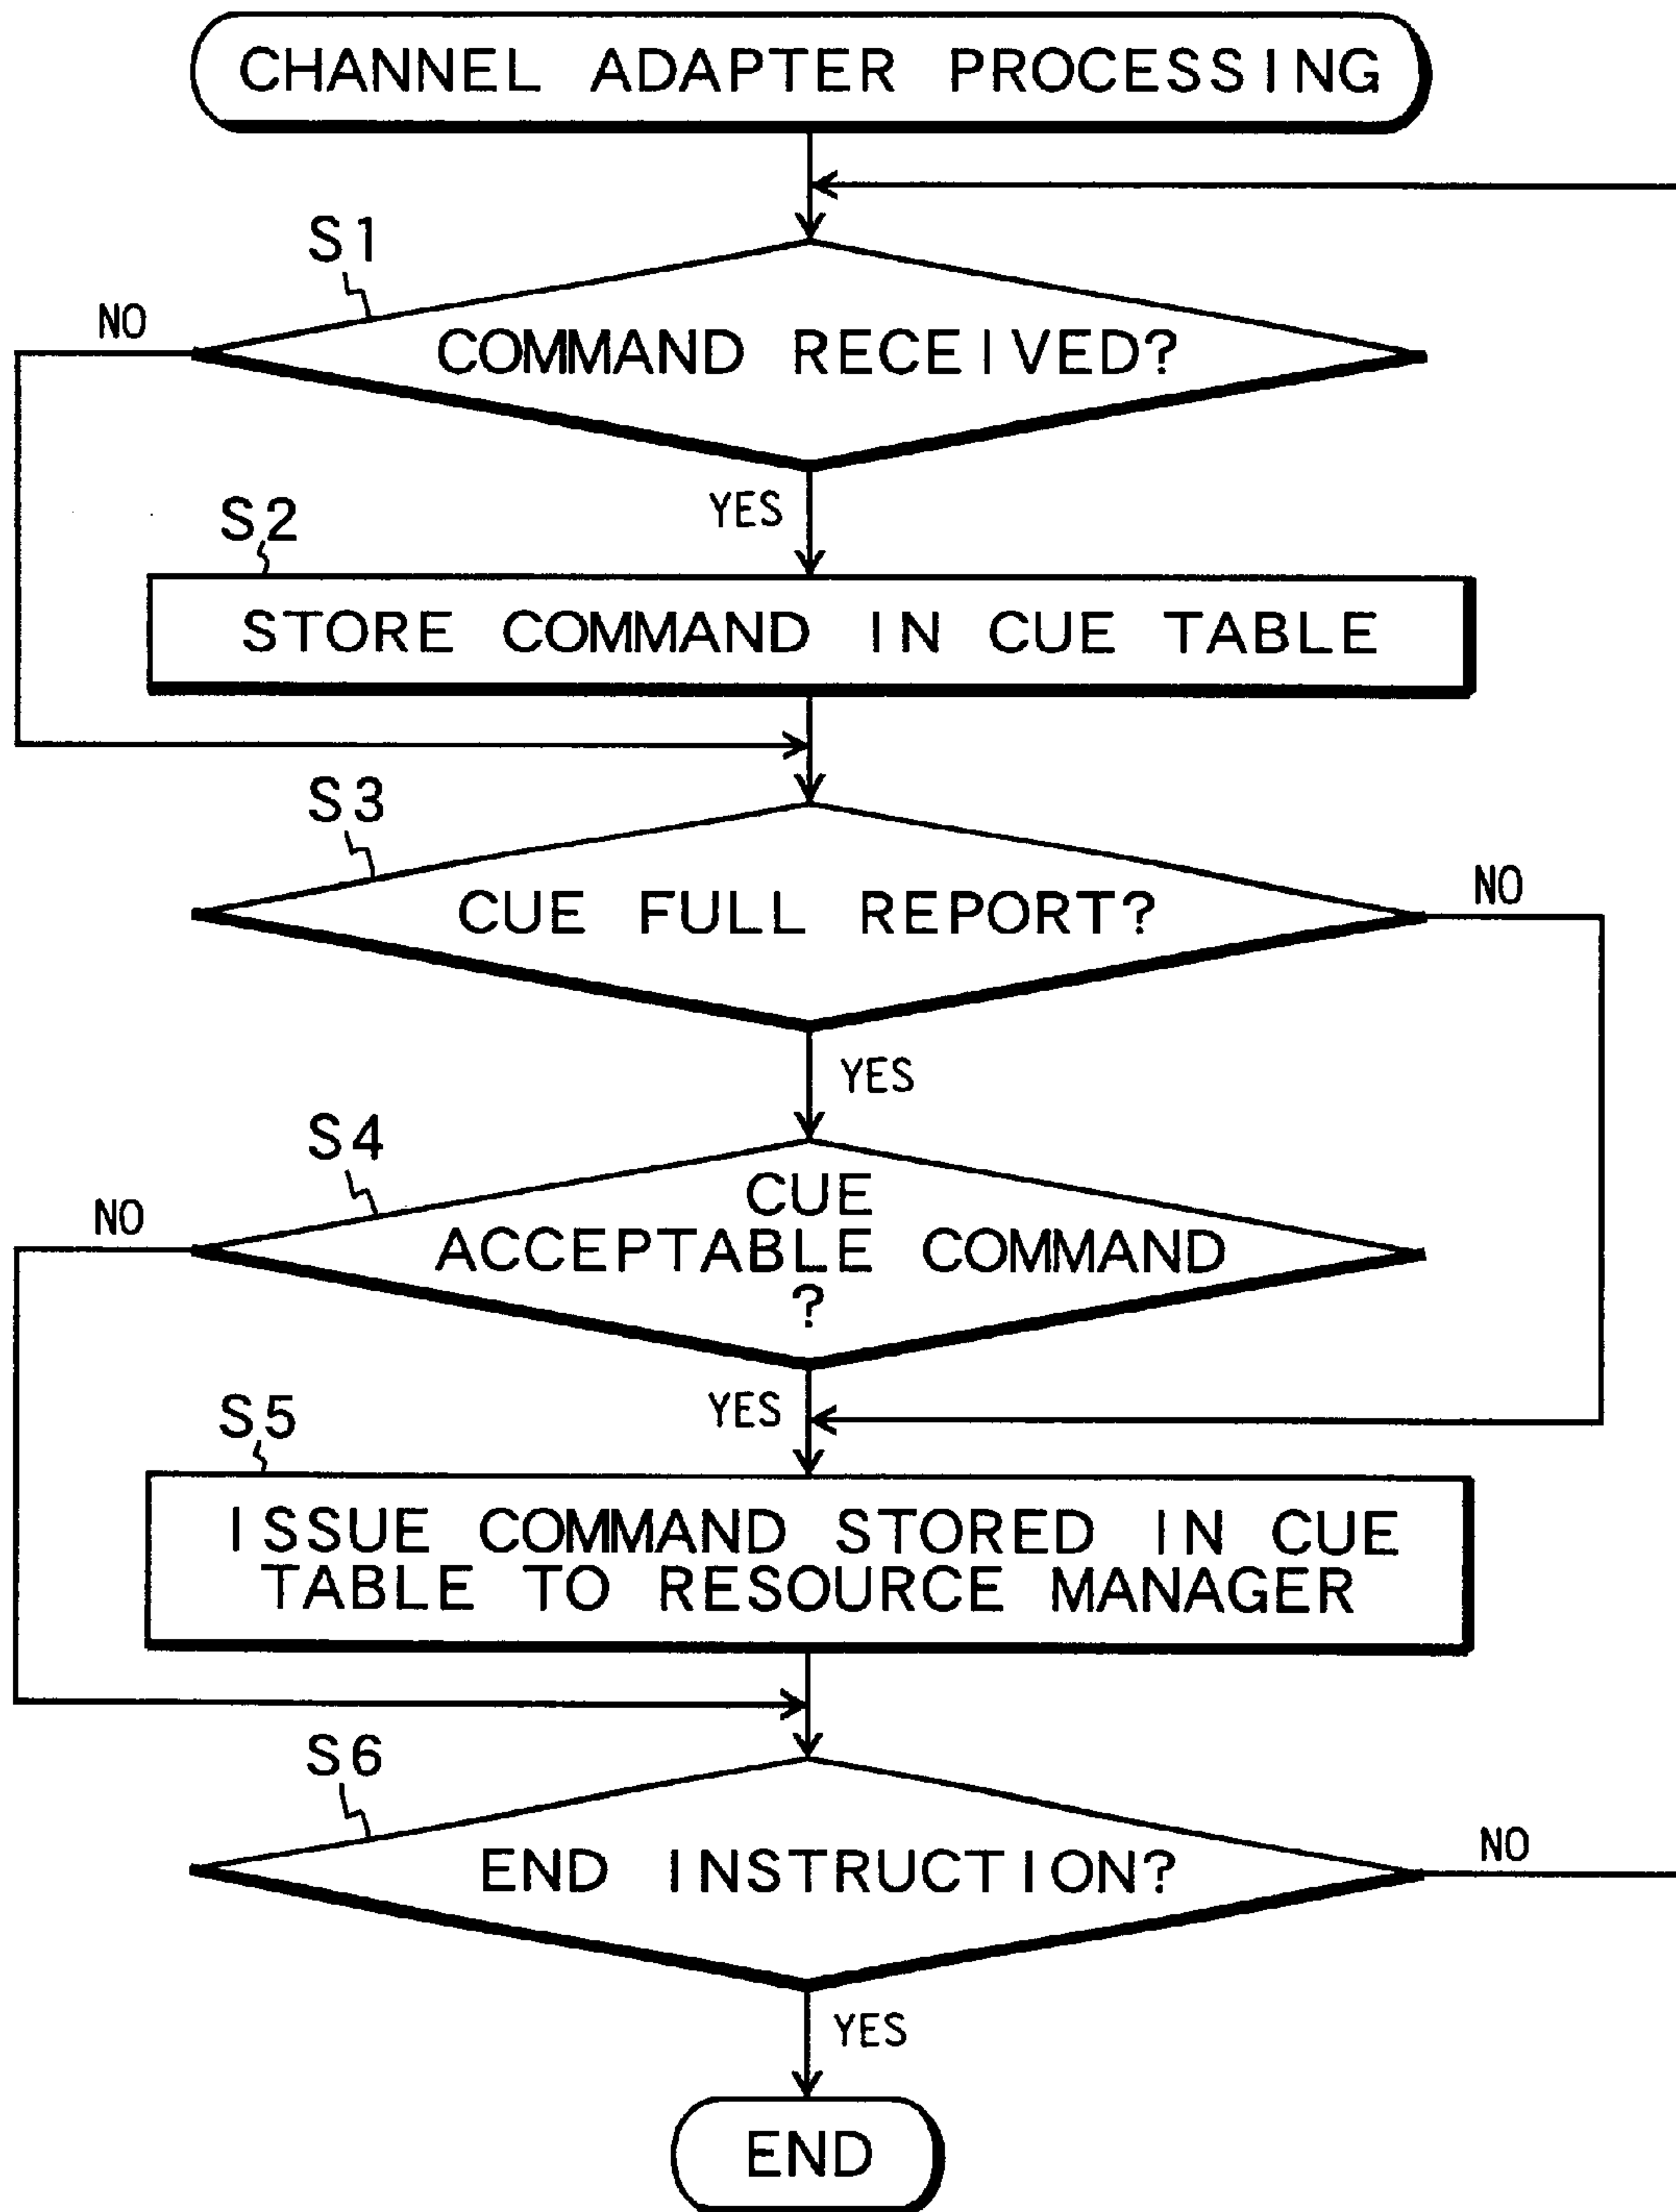 CHANNEL ADAPTER PROCESSING
S1
NO
COMMAND RECEIVED?
YES
S2
STORE COMMAND IN CUE TABLE
S3
CUE FULL REPORT?
NO
YES
S4
NO
CUE
ACCEPTABLE COMMAND
?
YES
S5
ISSUE COMMAND STORED IN CUE
TABLE TO RESOURCE MANAGER
S6
END INSTRUCTION?
NO
YES
END